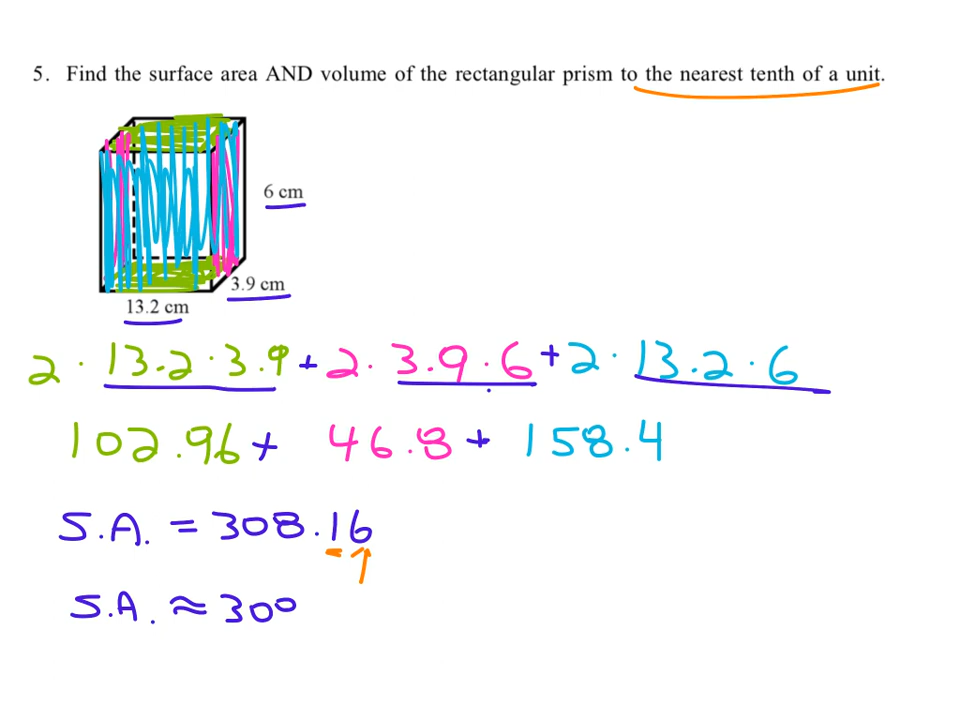 5. Find the surface area AND volume of the rectangular prism to the nearest tenth of a unit.
6 cm
3.9 cm
13.2 cm
2 · 13.2 · 3.9 + 2 · 3.9 · 6 + 2 · 13.2 · 6
102.96 + 46.8 + 158.4
S.A. = 308.16
S.A. ≈ 300